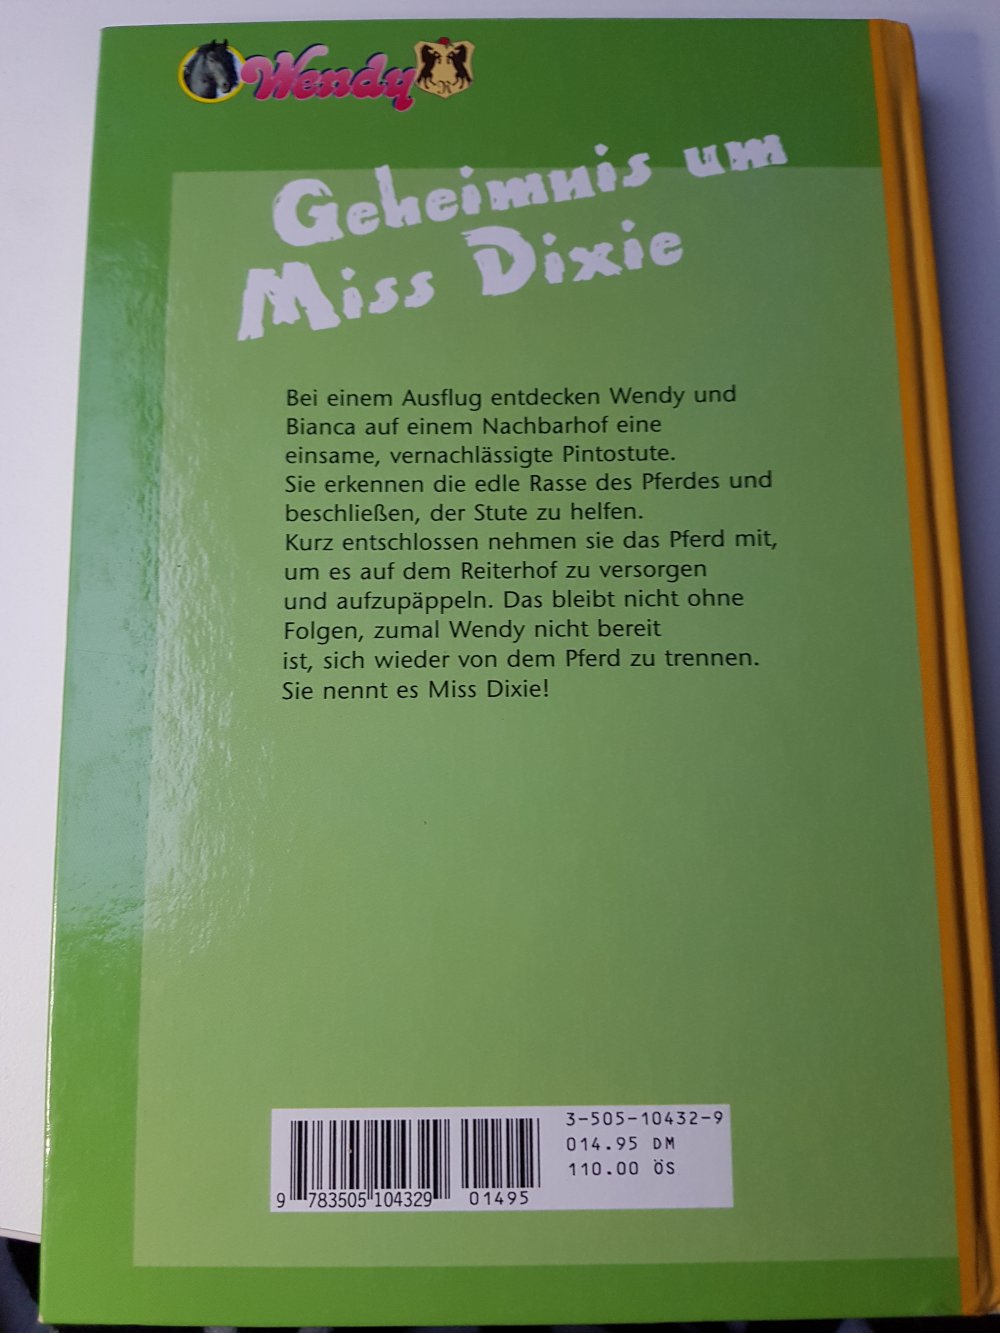 Wendy
R
Geheimnis um
Miss Dixie
Bei einem Ausflug entdecken Wendy und
Bianca auf einem Nachbarhof eine
einsame, vernachlässigte Pintostute.
Sie erkennen die edle Rasse des Pferdes und
beschließen, der Stute zu helfen.
Kurz entschlossen nehmen sie das Pferd mit,
um es auf dem Reiterhof zu versorgen
und aufzupäppeln. Das bleibt nicht ohne
Folgen, zumal Wendy nicht bereit
ist, sich wieder von dem Pferd zu trennen.
Sie nennt es Miss Dixie!
3-505-10432-9
014.95 DM
110.00 ÖS
9 783505 104329 01495